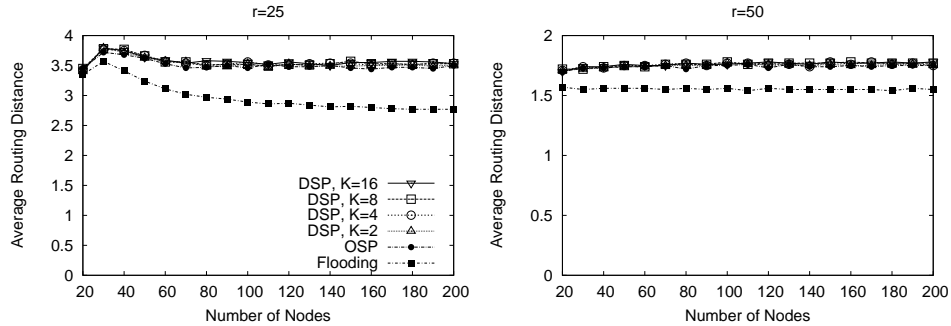 r=25
Average Routing Distance
4
3.5
3
2.5
2
1.5
1
0.5
0
DSP, K=16
DSP, K=8
DSP, K=4
DSP, K=2
OSP
Flooding
20 40 60 80 100 120 140 160 180 200
Number of Nodes
r=50
Average Routing Distance
2
1.5
1
0.5
0
20 40 60 80 100 120 140 160 180 200
Number of Nodes